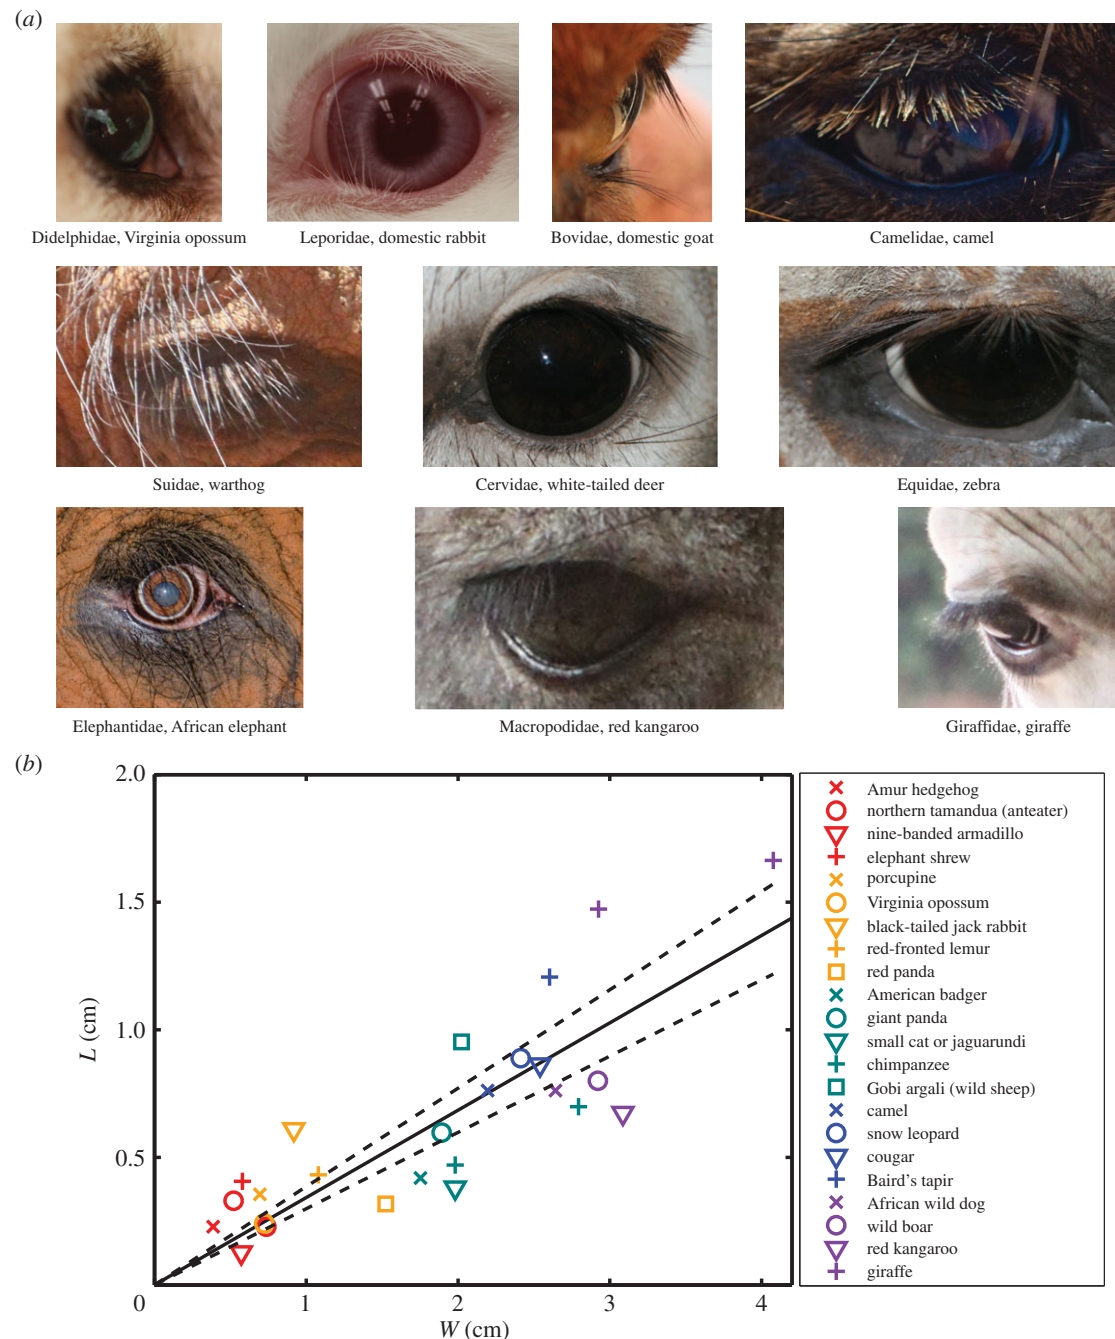 (a)
Didelphidae, Virginia opossum
Leporidae, domestic rabbit
Bovidae, domestic goat
Camelidae, camel
Suidae, warthog
Cervidae, white-tailed deer
Equidae, zebra
Elephantidae, African elephant
Macropodidae, red kangaroo
Giraffidae, giraffe
(b)
2.0
1.5
1.0
0.5
0
1
2
3
4
L (cm)
W (cm)
Amur hedgehog
northern tamandua (anteater)
nine-banded armadillo
elephant shrew
porcupine
Virginia opossum
black-tailed jack rabbit
red-fronted lemur
red panda
American badger
giant panda
small cat or jaguarundi
chimpanzee
Gobi argali (wild sheep)
camel
snow leopard
cougar
Baird's tapir
African wild dog
wild boar
red kangaroo
giraffe